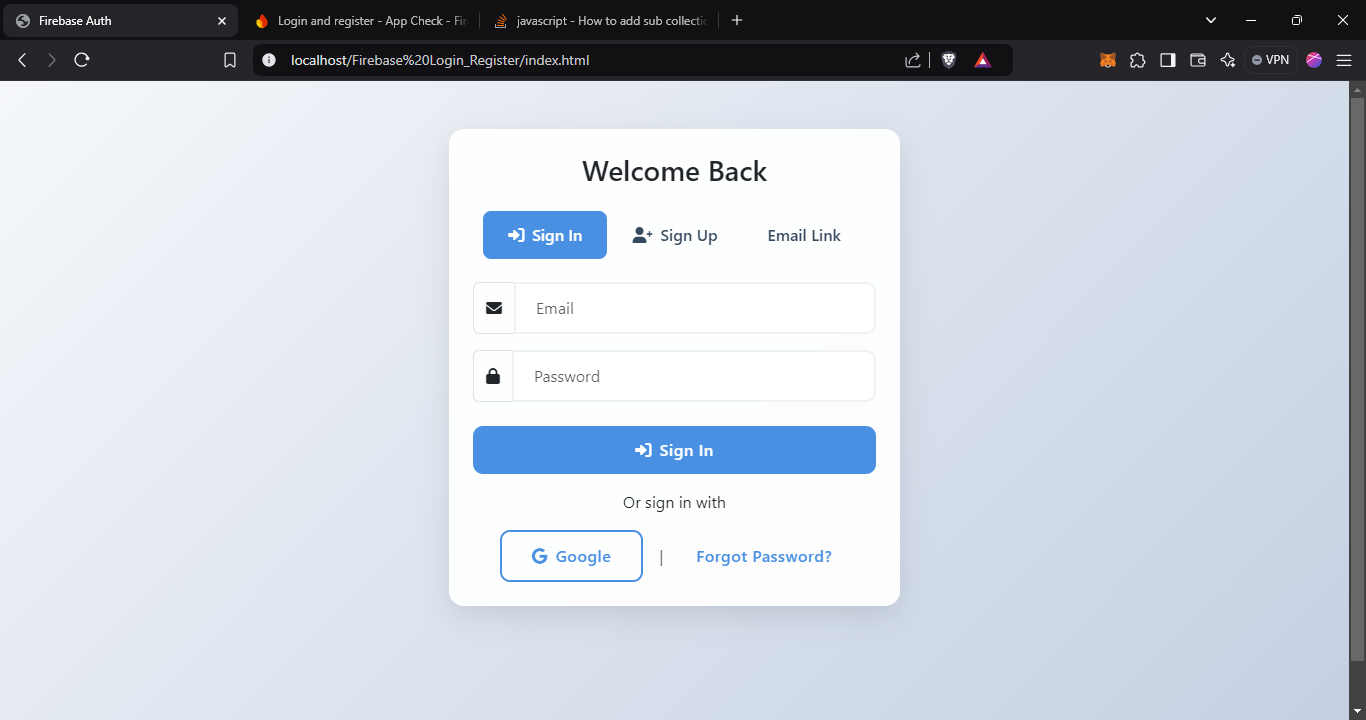 Firebase Auth
Login and register - App Check - Fir
javascript - How to add sub collecti
localhost/Firebase%20Login_Register/index.html
VPN
Welcome Back
Sign In
Sign Up
Email Link
Email
Password
Sign In
Or sign in with
Google | Forgot Password?